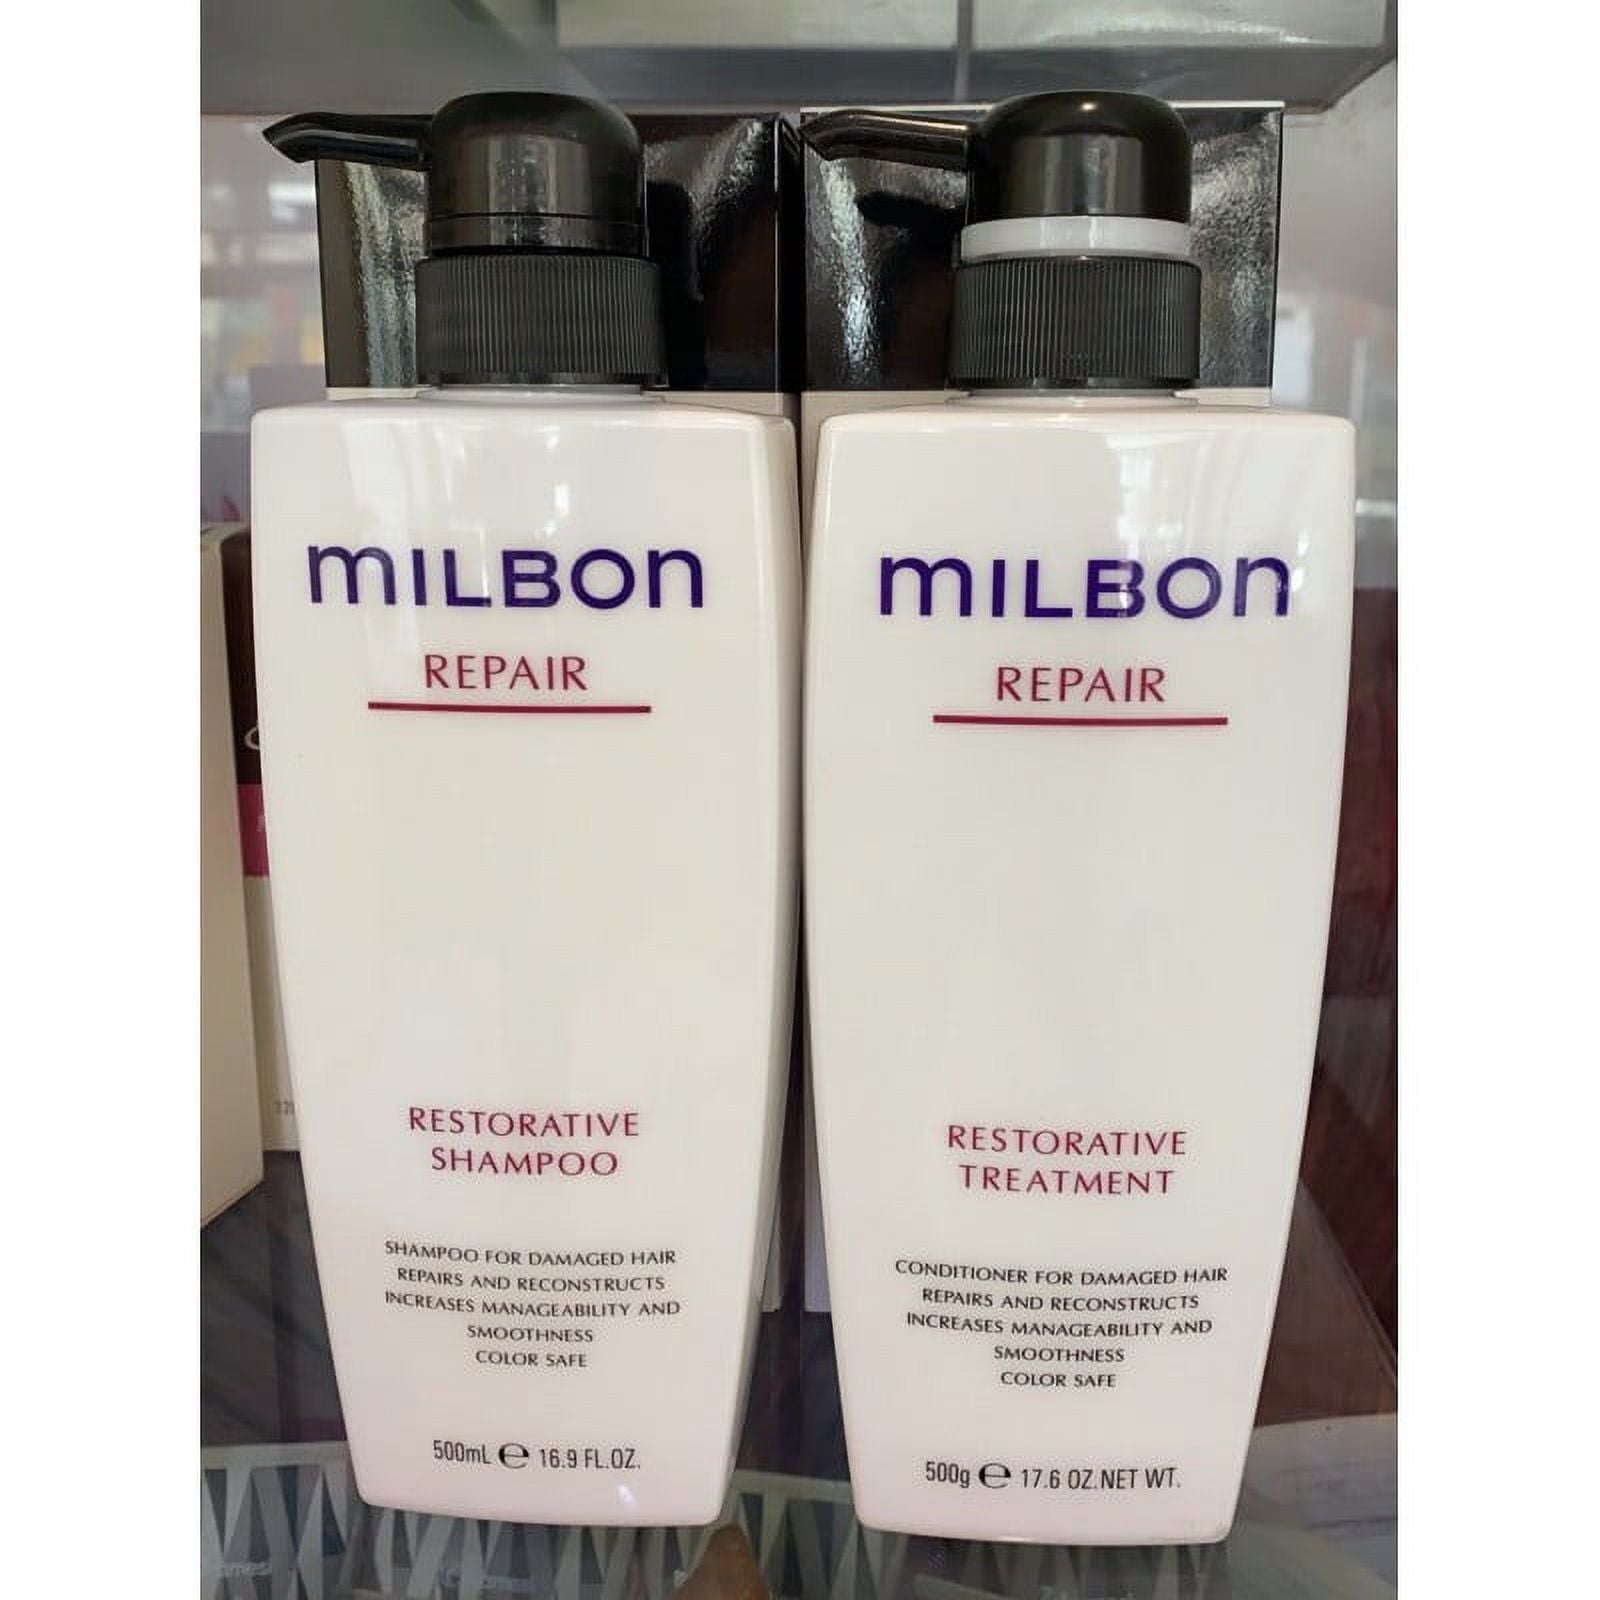 mILBOn
REPAIR
RESTORATIVE
SHAMPOO
SHAMPOO FOR DAMAGED HAIR
REPAIRS AND RECONSTRUCTS
INCREASES MANAGEABILITY AND
SMOOTHNESS
COLOR SAFE
500mL ℮ 16.9 FL.OZ.
mILBOn
REPAIR
RESTORATIVE
TREATMENT
CONDITIONER FOR DAMAGED HAIR
REPAIRS AND RECONSTRUCTS
INCREASES MANAGEABILITY AND
SMOOTHNESS
COLOR SAFE
500g ℮ 17.6 OZ.NET WT.